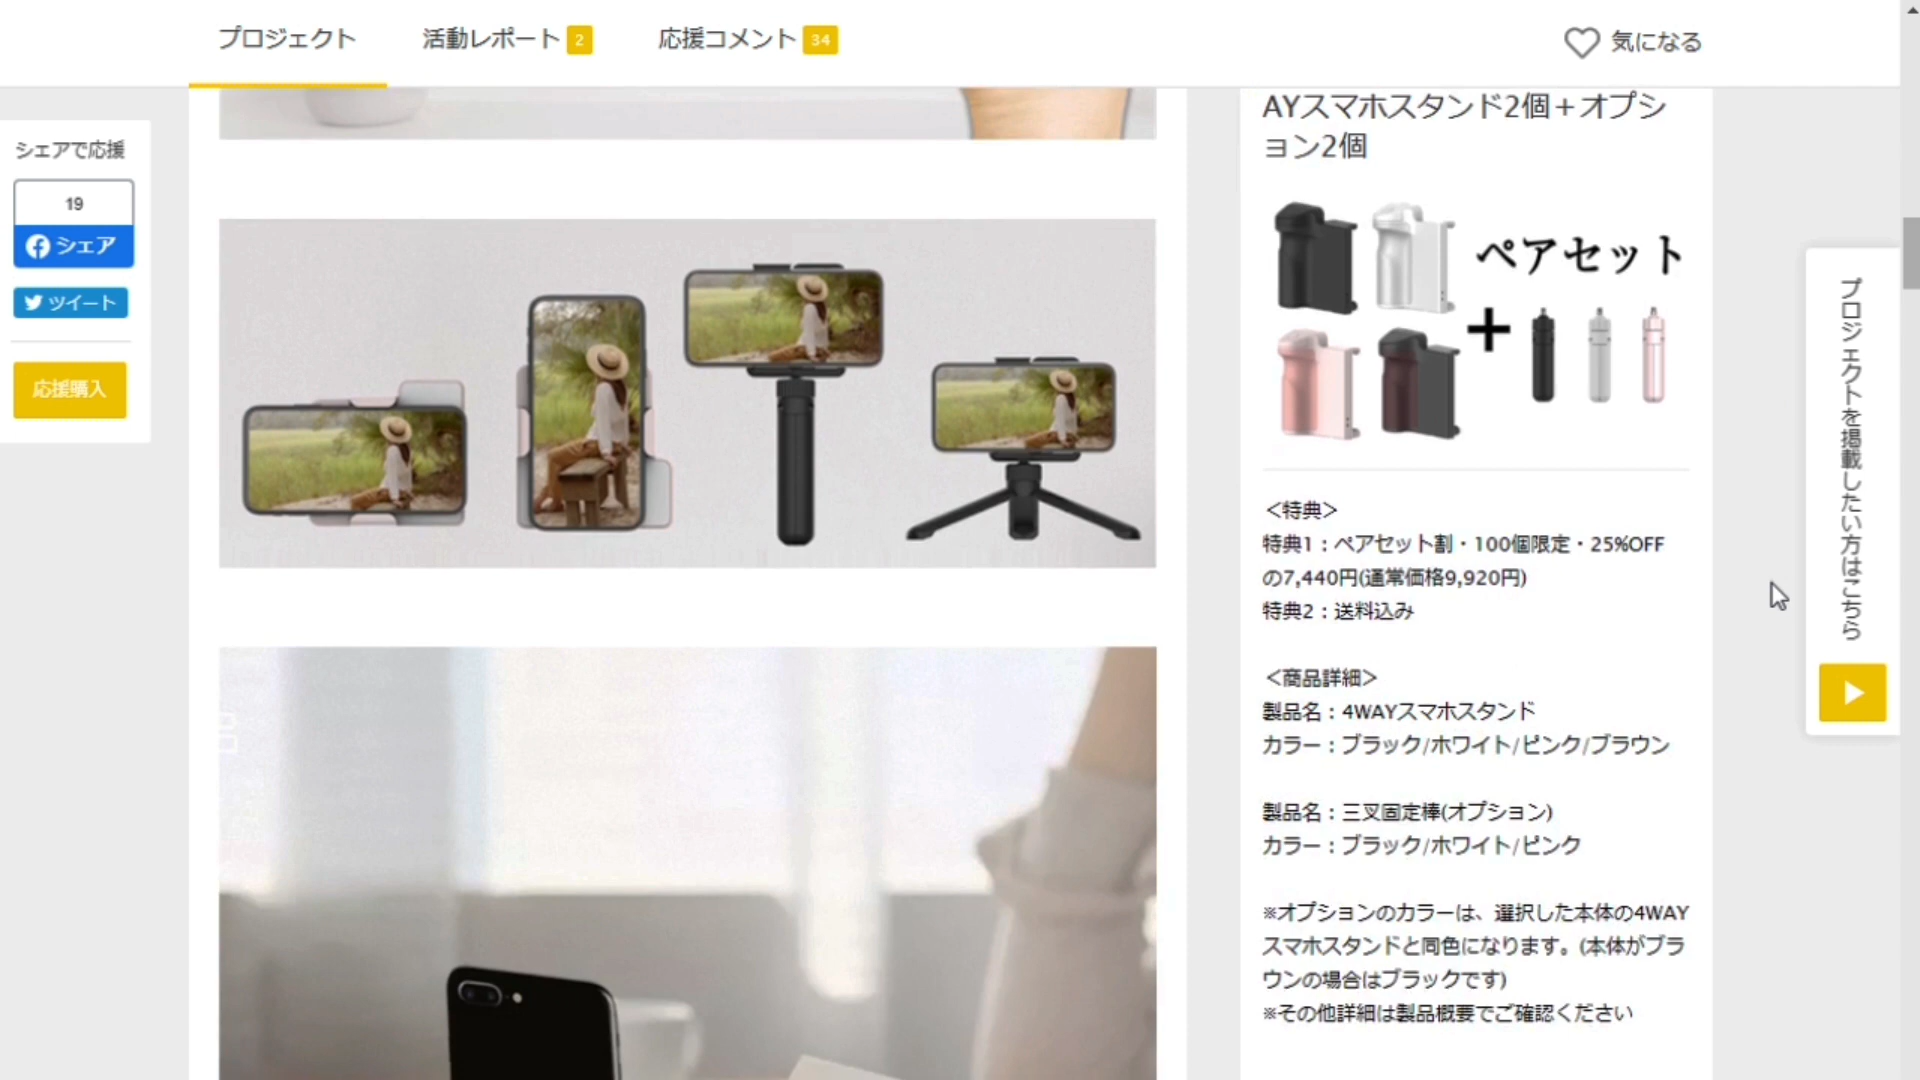 プロジェクト
活動レポート 2
応援コメント 34
気になる
シェアで応援
19
シェア
ツイート
応援購入
AYスマホスタンド2個＋オプシ
ョン2個
ペアセット
+
＜特典＞
特典1：ペアセット割・100個限定・25%OFF
の7,440円(通常価格9,920円)
特典2：送料込み
＜商品詳細＞
製品名：4WAYスマホスタンド
カラー：ブラック/ホワイト/ピンク/ブラウン
製品名：三叉固定棒(オプション)
カラー：ブラック/ホワイト/ピンク
※オプションのカラーは、選択した本体の4WAY
スマホスタンドと同色になります。(本体がブラ
ウンの場合はブラックです)
※その他詳細は製品概要でご確認ください
プロジェクトを掲載したい方はこちら